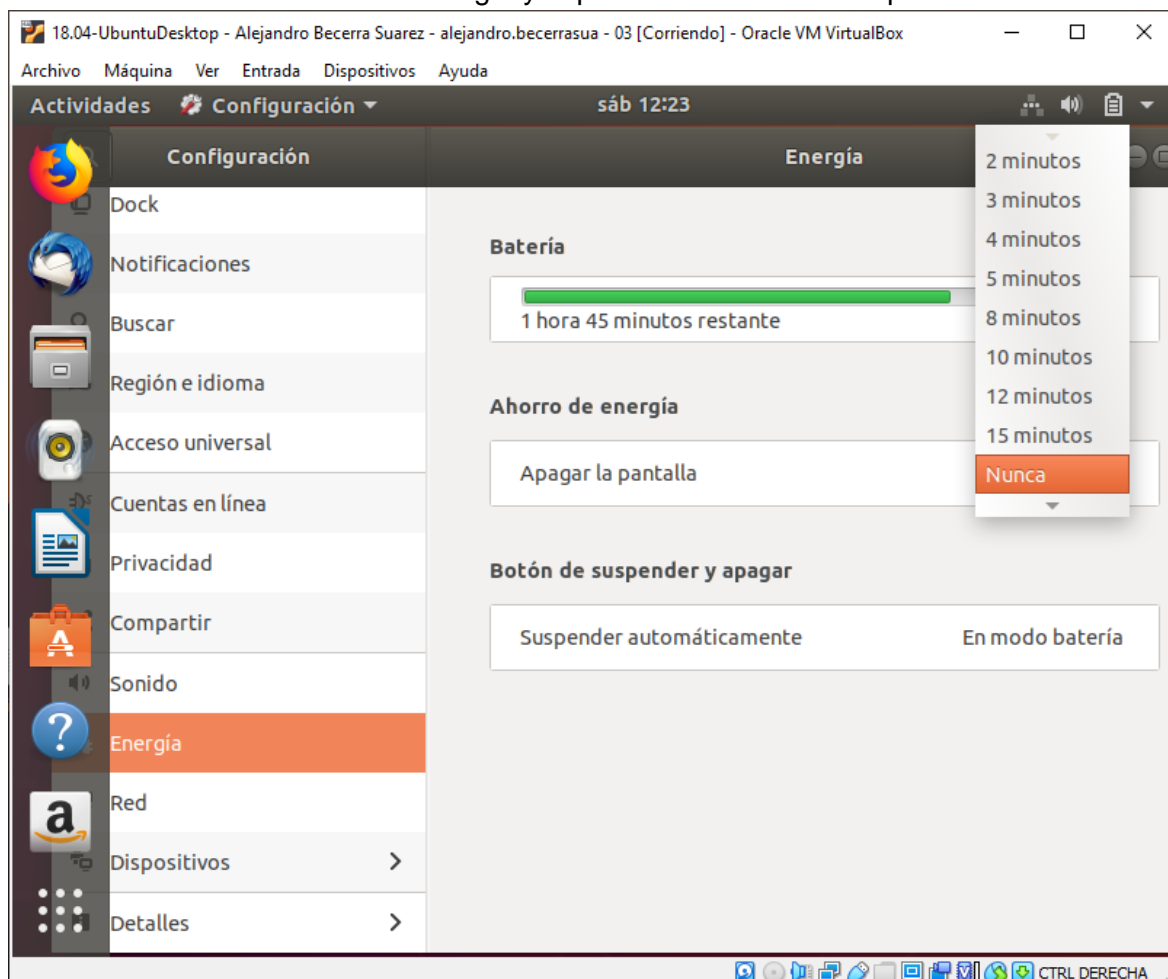 18.04-UbuntuDesktop - Alejandro Becerra Suarez - alejandro.becerrasua - 03 [Corriendo] - Oracle VM VirtualBox
Archivo Máquina Ver Entrada Dispositivos Ayuda
Actividades Configuración sáb 12:23
Configuración
Energía
Dock
Notificaciones
Buscar
Región e idioma
Acceso universal
Cuentas en línea
Privacidad
Compartir
Sonido
Energía
Red
Dispositivos
Detalles
Batería
1 hora 45 minutos restante
Ahorro de energía
Apagar la pantalla
Botón de suspender y apagar
Suspender automáticamente En modo batería
2 minutos
3 minutos
4 minutos
5 minutos
8 minutos
10 minutos
12 minutos
15 minutos
Nunca
CTRL DERECHA